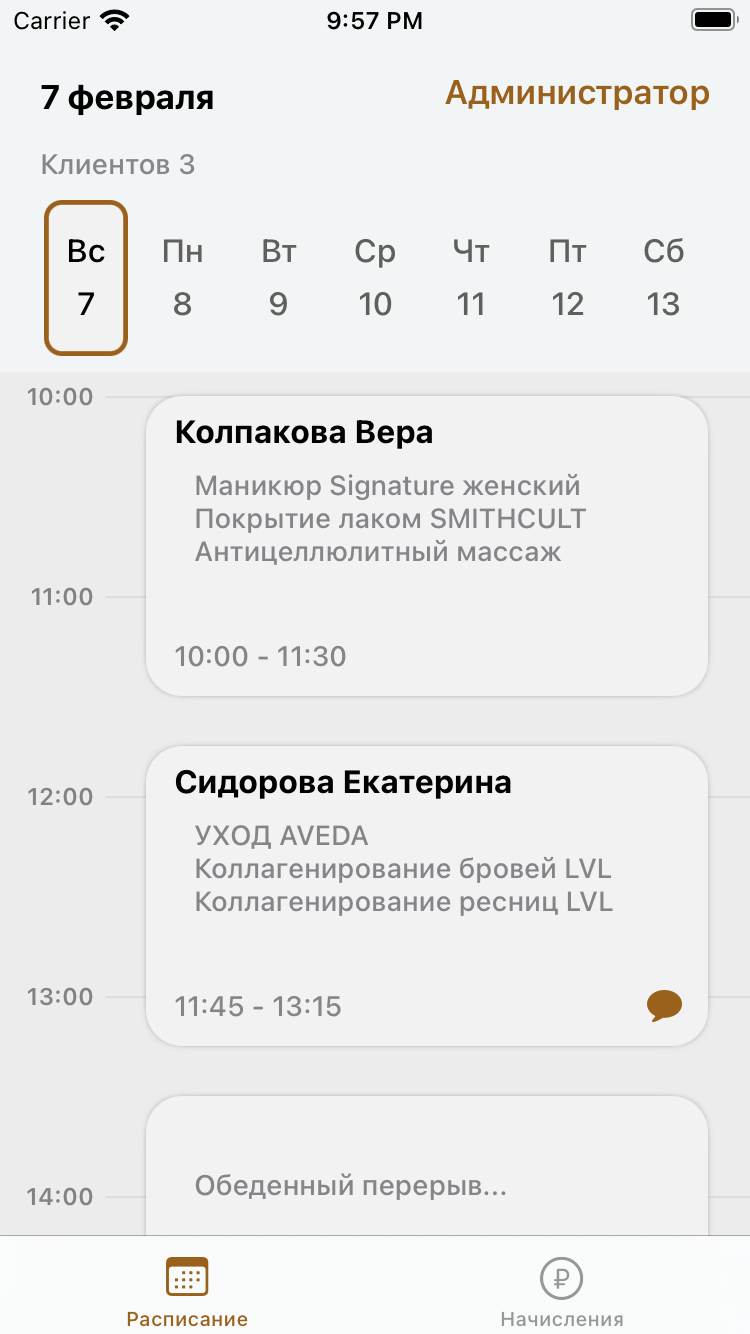 Carrier 9:57 PM
7 февраля Администратор
Клиентов 3
Вс Пн Вт Ср Чт Пт Сб
7 8 9 10 11 12 13
10:00
Колпакова Вера
Маникюр Signature женский
Покрытие лаком SMITHCULT
Антицеллюлитный массаж
11:00
10:00 - 11:30
Сидорова Екатерина
12:00
УХОД AVEDA
Коллагенирование бровей LVL
Коллагенирование ресниц LVL
13:00
11:45 - 13:15
Обеденный перерыв...
14:00
₽
Расписание Начисления